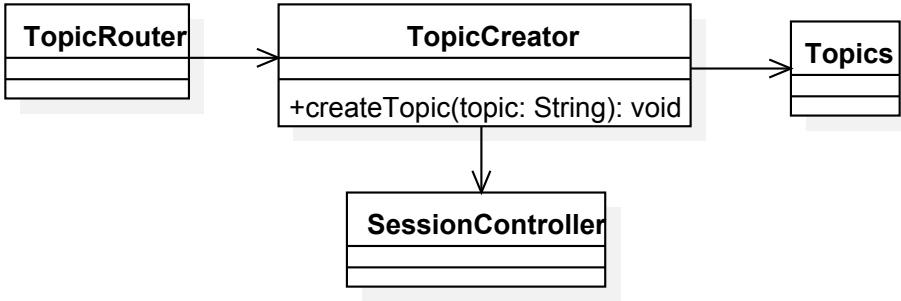 TopicRouter
TopicCreator
+createTopic(topic: String): void
Topics
SessionController